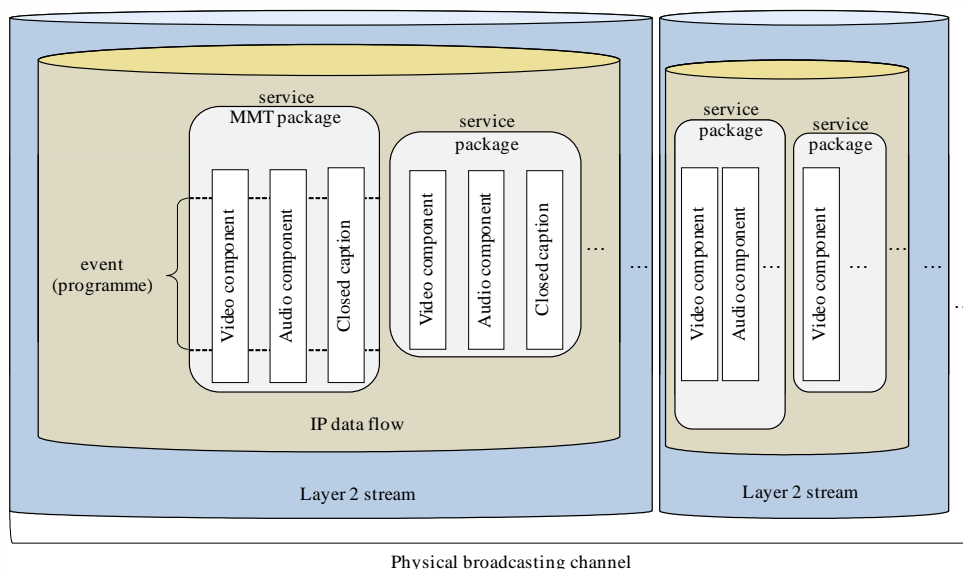 service
MMT package
Video component
Audio component
Closed caption
event
(programme)
service
package
Video component
Audio component
Closed caption
...
...
IP data flow
Layer 2 stream
service
package
Video component
Audio component
...
service
package
Video component
...
...
...
Layer 2 stream
...
Physical broadcasting channel